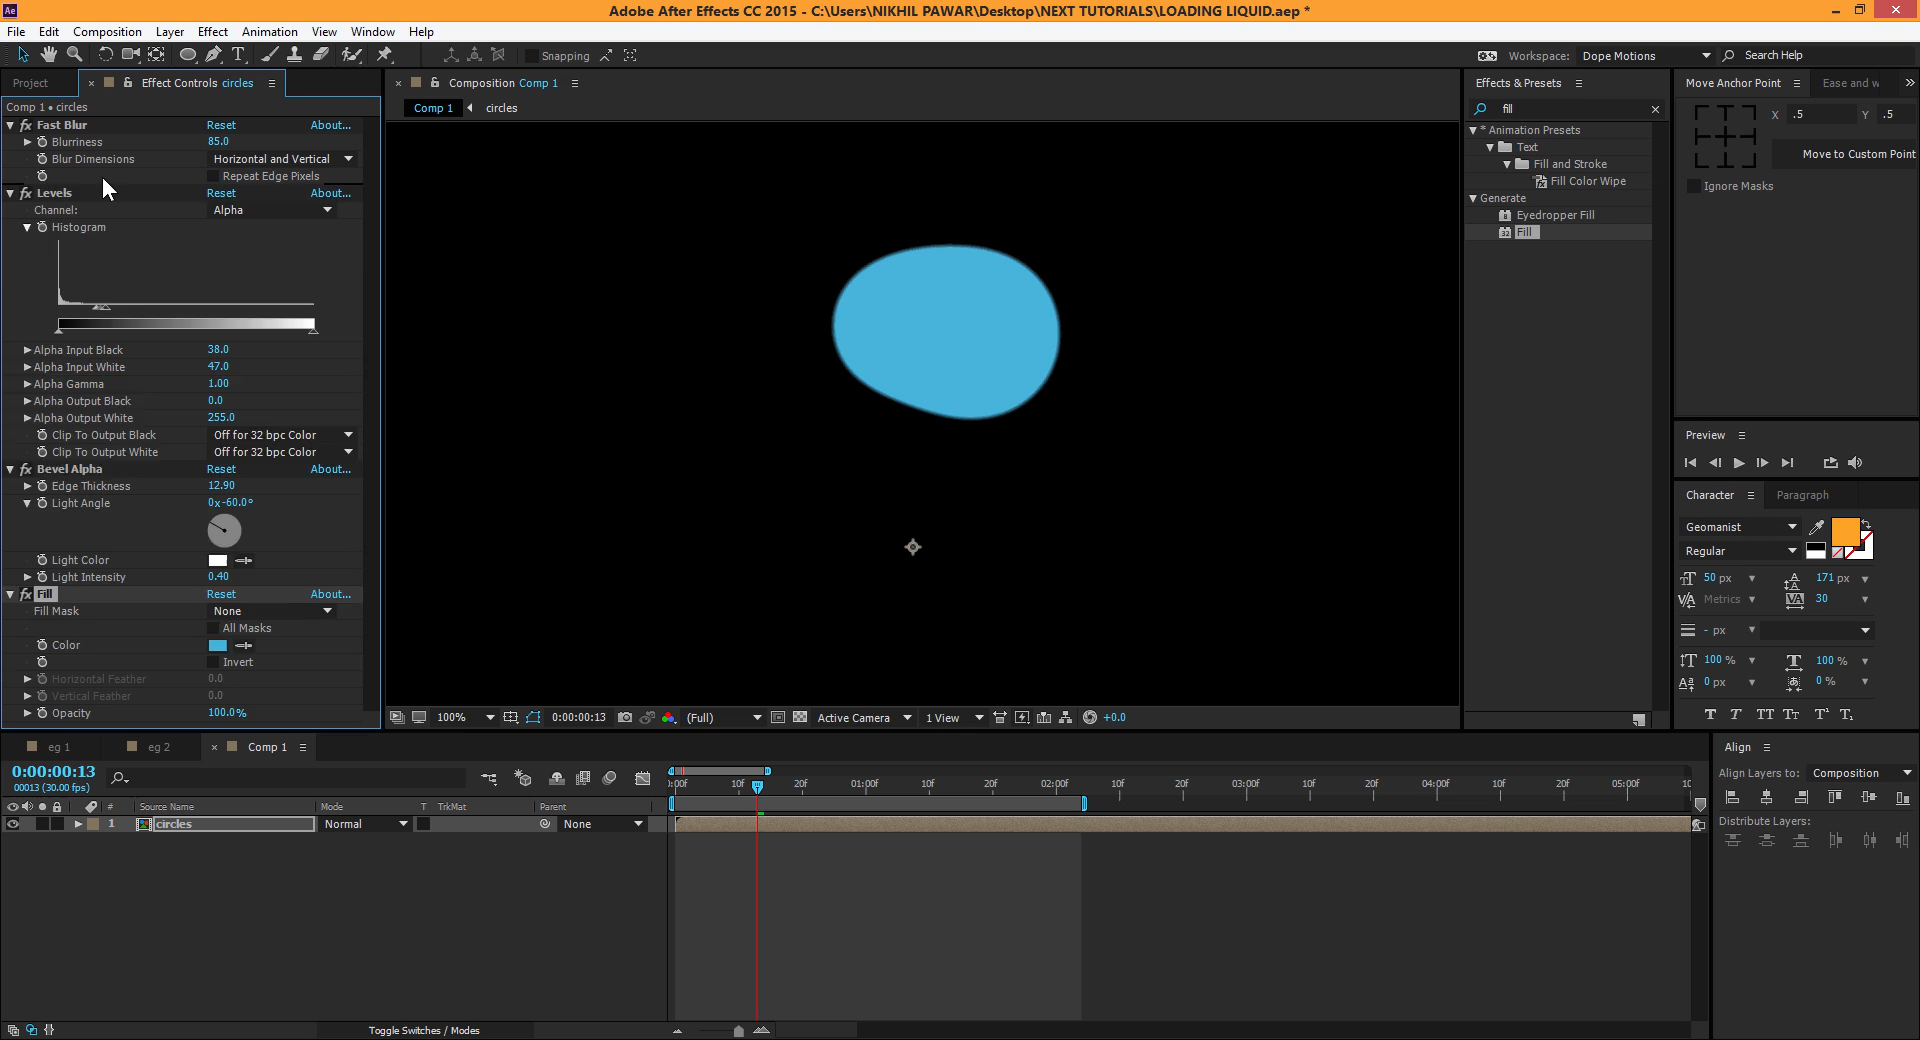 Ae Adobe After Effects CC 2015 - C:\Users\NIKHIL PAWAR\Desktop\NEXT TUTORIALS\LOADING LIQUID.aep *
File Edit Composition Layer Effect Animation View Window Help
Snapping Workspace: Dope Motions Search Help
Project Effect Controls circles Composition Comp 1 Effects & Presets Move Anchor Point Ease and w
Comp 1 • circles
Comp 1 circles
fill
X .5 Y .5
fx Fast Blur Reset About...
* Animation Presets
Blurriness 85.0
Text
Move to Custom Point
Blur Dimensions Horizontal and Vertical
Fill and Stroke
Repeat Edge Pixels
Fill Color Wipe
Ignore Masks
fx Levels Reset About...
Generate
Channel: Alpha
Eyedropper Fill
Histogram
Fill
Alpha Input Black 38.0
Alpha Input White 47.0
Alpha Gamma 1.00
Alpha Output Black 0.0
Alpha Output White 255.0
Clip To Output Black Off for 32 bpc Color
Clip To Output White Off for 32 bpc Color
Preview
fx Bevel Alpha Reset About...
Edge Thickness 12.90
Light Angle 0x-60.0°
Character Paragraph
Geomanist
Regular
Light Color
Light Intensity 0.40
50 px 171 px
fx Fill Reset About...
Metrics 30
Fill Mask None
All Masks
- px
Color
Invert
100 % 100 %
Horizontal Feather 0.0
0 px 0 %
Vertical Feather 0.0
Opacity 100.0%
100% 0:00:00:13 (Full) Active Camera 1 View +0.0
T T TT Tт T¹ T₁
eg 1 eg 2 Comp 1 Align
0:00:00:13
00013 (30.00 fps)
Align Layers to: Composition
:00f 10f 20f 01:00f 10f 20f 02:00f 10f 20f 03:00f 10f 20f 04:00f 10f 20f 05:00f 10
# Source Name Mode T TrkMat Parent
1 circles Normal None
Distribute Layers:
Toggle Switches / Modes